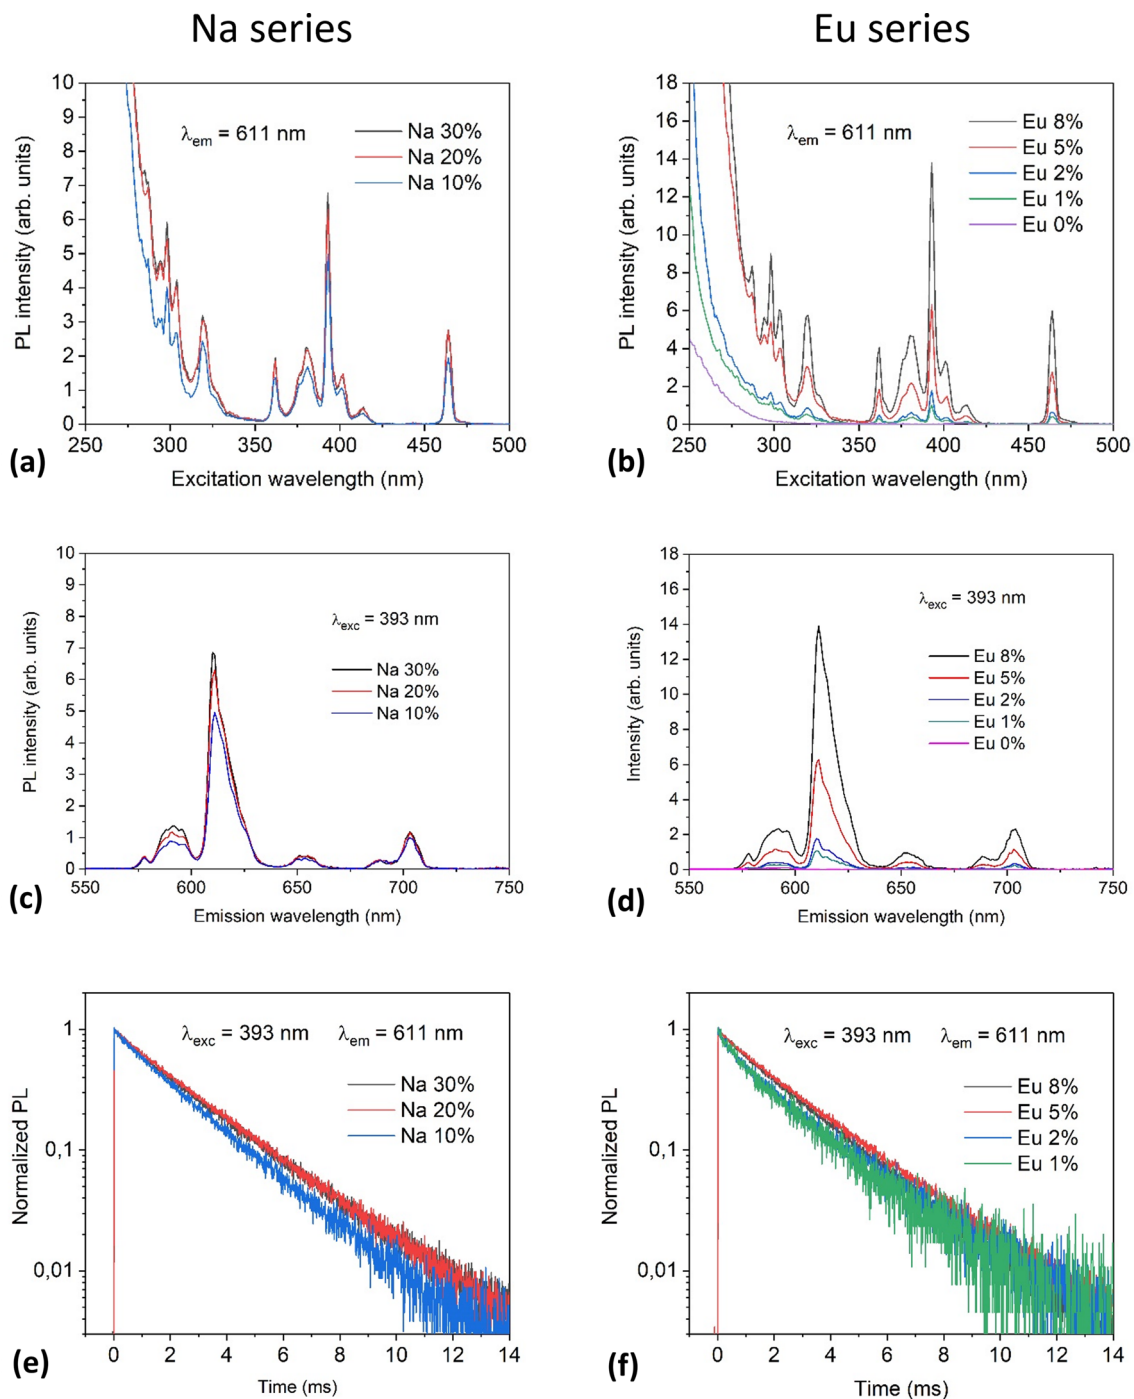 Na series
Eu series
PL intensity (arb. units)
10
9
8
7
6
5
4
3
2
1
0
λem = 611 nm
Na 30%
Na 20%
Na 10%
250 300 350 400 450 500
Excitation wavelength (nm)
(a)
PL intensity (arb. units)
18
16
14
12
10
8
6
4
2
0
λem = 611 nm
Eu 8%
Eu 5%
Eu 2%
Eu 1%
Eu 0%
250 300 350 400 450 500
Excitation wavelength (nm)
(b)
PL intensity (arb. units)
10
9
8
7
6
5
4
3
2
1
0
λexc = 393 nm
Na 30%
Na 20%
Na 10%
550 600 650 700 750
Emission wavelength (nm)
(c)
Intensity (arb. units)
18
16
14
12
10
8
6
4
2
0
λexc = 393 nm
Eu 8%
Eu 5%
Eu 2%
Eu 1%
Eu 0%
550 600 650 700 750
Emission wavelength (nm)
(d)
Normalized PL
1
0.1
0,01
λexc = 393 nm λem = 611 nm
Na 30%
Na 20%
Na 10%
0 2 4 6 8 10 12 14
Time (ms)
(e)
Normalized PL
1
0.1
0,01
λexc = 393 nm λem = 611 nm
Eu 8%
Eu 5%
Eu 2%
Eu 1%
0 2 4 6 8 10 12 14
Time (ms)
(f)